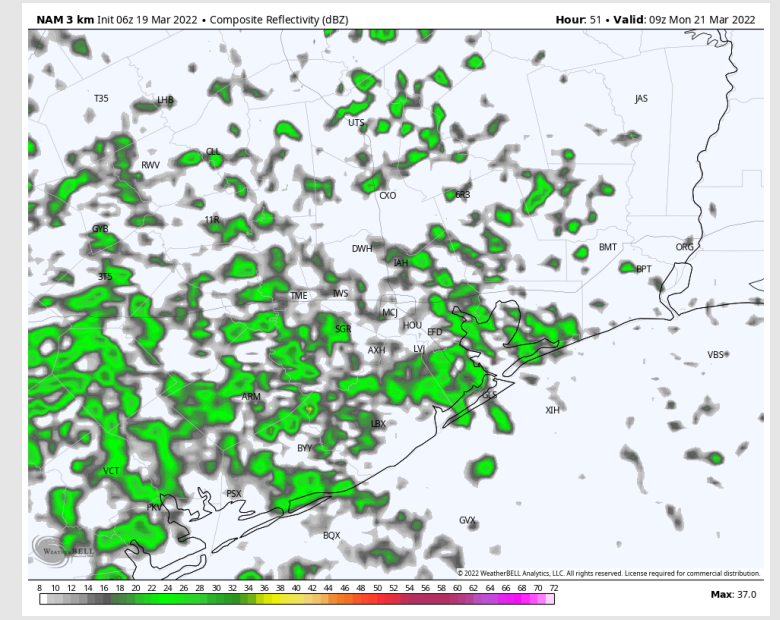 NAM 3 km Init 06z 19 Mar 2022 • Composite Reflectivity (dBZ)
Hour: 51 • Valid: 09z Mon 21 Mar 2022
T35
LHB
JAS
UTS
CLL
RWV
CXO
6R3
11R
GYB
DWH
BMT
ORG
IAH
BPT
3T5
TME
IWS
MCJ
HOU
SGR
EFD
AXH
LVJ
VBS
ARM
GLS
XIH
LBX
BYY
VCT
PSX
PKV
GVX
BQX
WEATHERBELL
© 2022 WeatherBELL Analytics, LLC. All rights reserved. License required for commercial distribution.
8 10 12 14 16 18 20 22 24 26 28 30 32 34 36 38 40 42 44 46 48 50 52 54 56 58 60 62 64 66 68 70 72
Max: 37.0